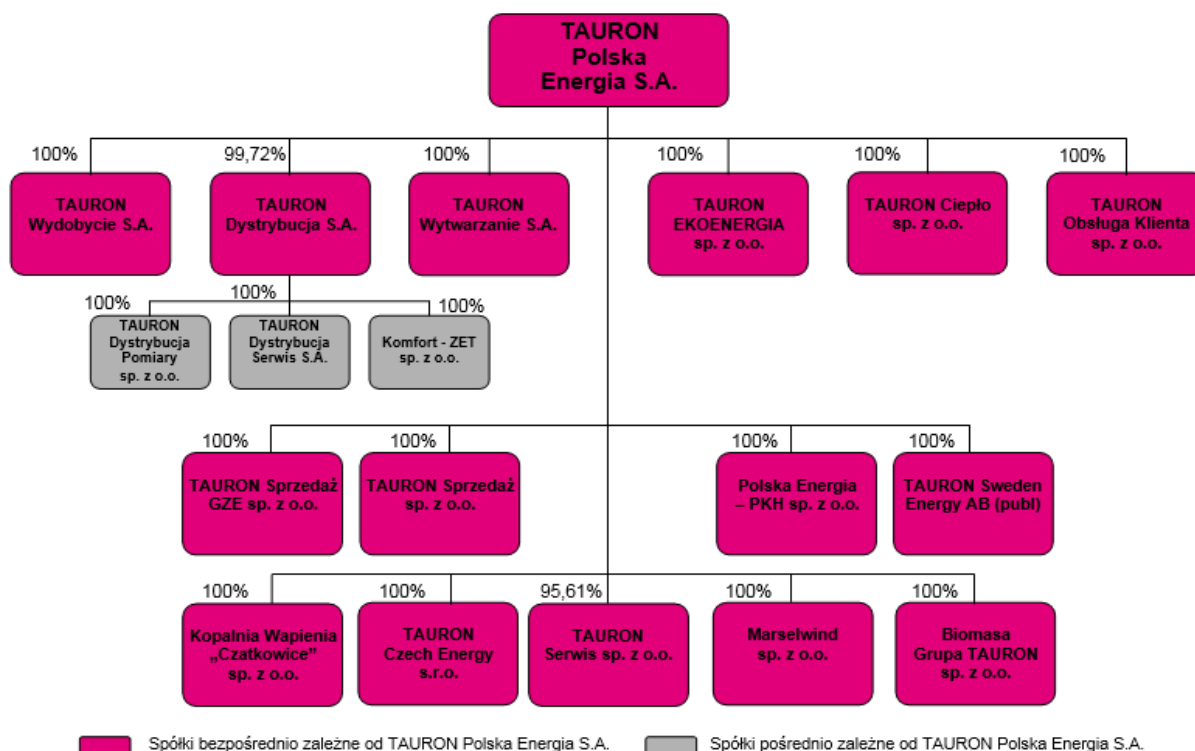 TAURON
Polska
Energia S.A.
100%
99,72%
100%
100%
100%
100%
TAURON
Wydobycie S.A.
TAURON
Dystrybucja S.A.
TAURON
Wytwarzanie S.A.
TAURON
EKOENERGIA
sp. z o.o.
TAURON Ciepło
sp. z o.o.
TAURON
Obsługa Klienta
sp. z o.o.
100%
100%
100%
TAURON
Dystrybucja
Pomiary
sp. z o.o.
TAURON
Dystrybucja
Serwis S.A.
Komfort - ZET
sp. z o.o.
100%
100%
100%
100%
TAURON Sprzedaż
GZE sp. z o.o.
TAURON Sprzedaż
sp. z o.o.
Polska Energia
– PKH sp. z o.o.
TAURON Sweden
Energy AB (publ)
100%
100%
95,61%
100%
100%
Kopalnia Wapienia
„Czatkowice”
sp. z o.o.
TAURON
Czech Energy
s.r.o.
TAURON
Serwis sp. z o.o.
Marselwind
sp. z o.o.
Biomasa
Grupa TAURON
sp. z o.o.
Spółki bezpośrednio zależne od TAURON Polska Energia S.A.
Spółki pośrednio zależne od TAURON Polska Energia S.A.